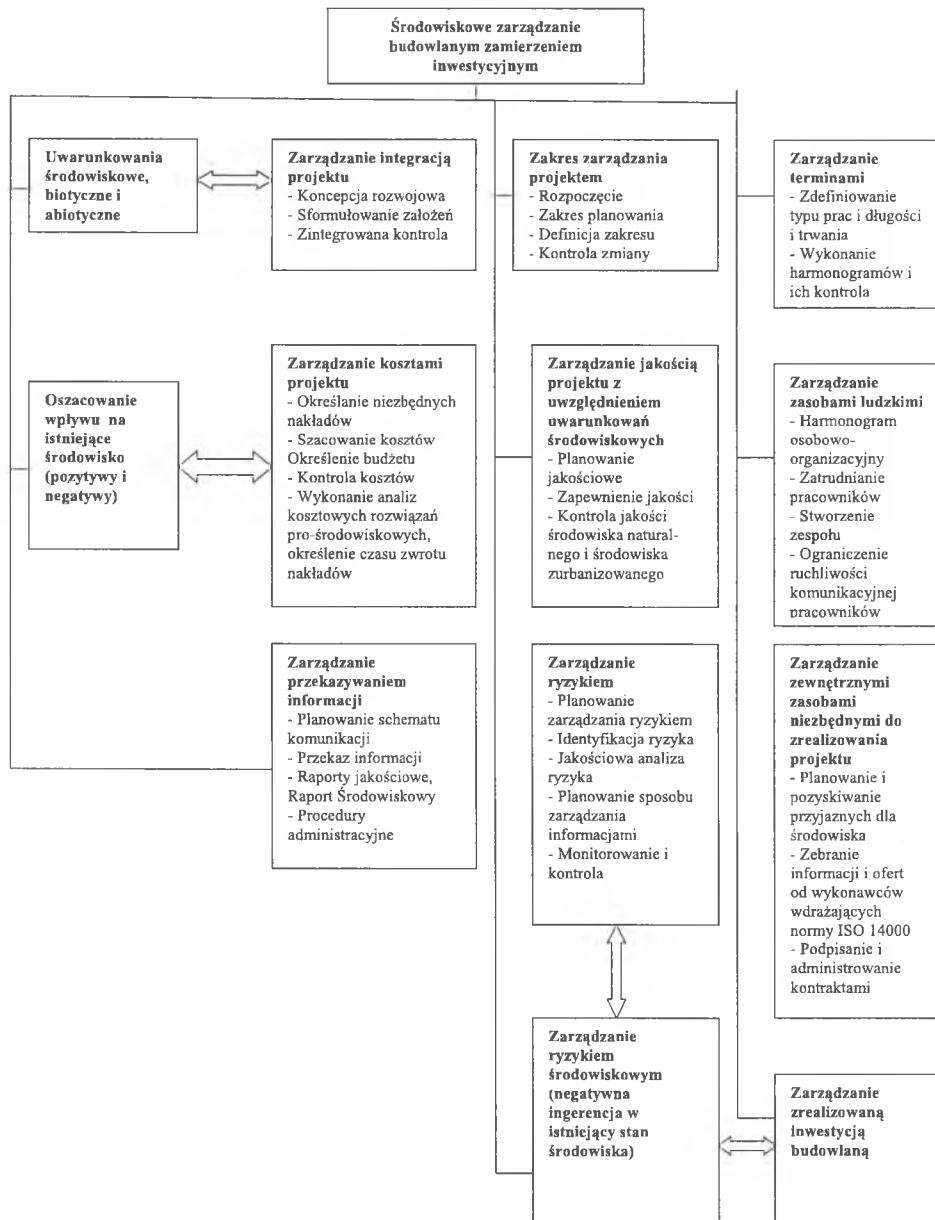 Środowiskowe zarządzanie
budowlanym zamierzeniem
inwestycyjnym
Uwarunkowania
środowiskowe,
biotyczne i
abiotyczne
Zarządzanie integracją
projektu
- Koncepcja rozwojowa
- Sformułowanie założeń
- Zintegrowana kontrola
Zakres zarządzania
projektem
- Rozpoczęcie
- Zakres planowania
- Definicja zakresu
- Kontrola zmiany
Zarządzanie
terminami
- Zdefiniowanie
typu prac i długości
i trwania
- Wykonanie
harmonogramów i
ich kontrola
Oszacowanie
wpływu na
istniejące
środowisko
(pozytywy i
negatywy)
Zarządzanie kosztami
projektu
- Określanie niezbędnych
nakładów
- Szacowanie kosztów
Określenie budżetu
- Kontrola kosztów
- Wykonanie analiz
kosztowych rozwiązań
pro-środowiskowych,
określenie czasu zwrotu
nakładów
Zarządzanie jakością
projektu z
uwzględnieniem
uwarunkowań
środowiskowych
- Planowanie
jakościowe
- Zapewnienie jakości
- Kontrola jakości
środowiska natural-
nego i środowiska
zurbanizowanego
Zarządzanie
zasobami ludzkimi
- Harmonogram
osobowo-
organizacyjny
- Zatrudnianie
pracowników
- Stworzenie
zespołu
- Ograniczenie
ruchliwości
komunikacyjnej
pracowników
Zarządzanie
przekazywaniem
informacji
- Planowanie schematu
komunikacji
- Przekaz informacji
- Raporty jakościowe,
Raport Środowiskowy
- Procedury
administracyjne
Zarządzanie
ryzykiem
- Planowanie
zarządzania ryzykiem
- Identyfikacja ryzyka
- Jakościowa analiza
ryzyka
- Planowanie sposobu
zarządzania
informacjami
- Monitorowanie i
kontrola
Zarządzanie
zewnętrznymi
zasobami
niezbędnymi do
zrealizowania
projektu
- Planowanie i
pozyskiwanie
przyjaznych dla
środowiska
- Zebranie
informacji i ofert
od wykonawców
wdrażających
normy ISO 14000
- Podpisanie i
administrowanie
kontraktami
Zarządzanie
ryzykiem
środowiskowym
(negatywna
ingerencja w
istniejący stan
środowiska)
Zarządzanie
zrealizowaną
inwestycją
budowlaną